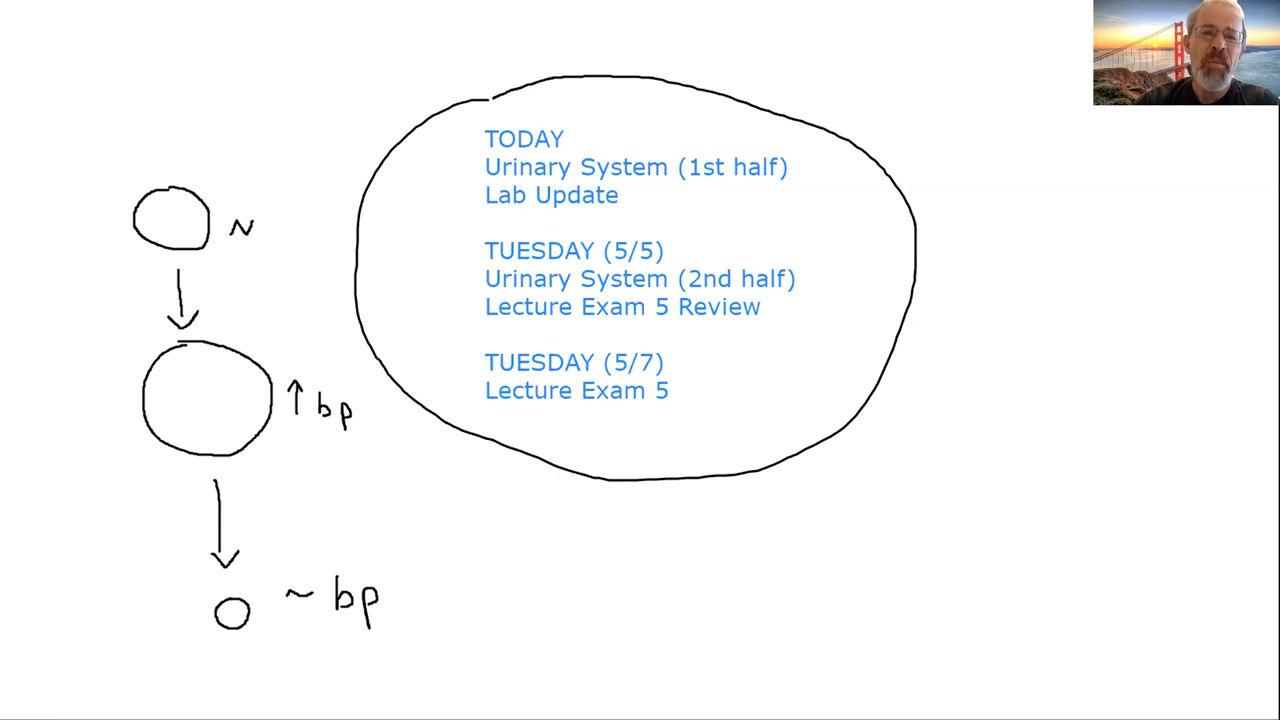 TODAY
Urinary System (1st half)
Lab Update
TUESDAY (5/5)
Urinary System (2nd half)
Lecture Exam 5 Review
TUESDAY (5/7)
Lecture Exam 5
N
↑ bp
~ bp